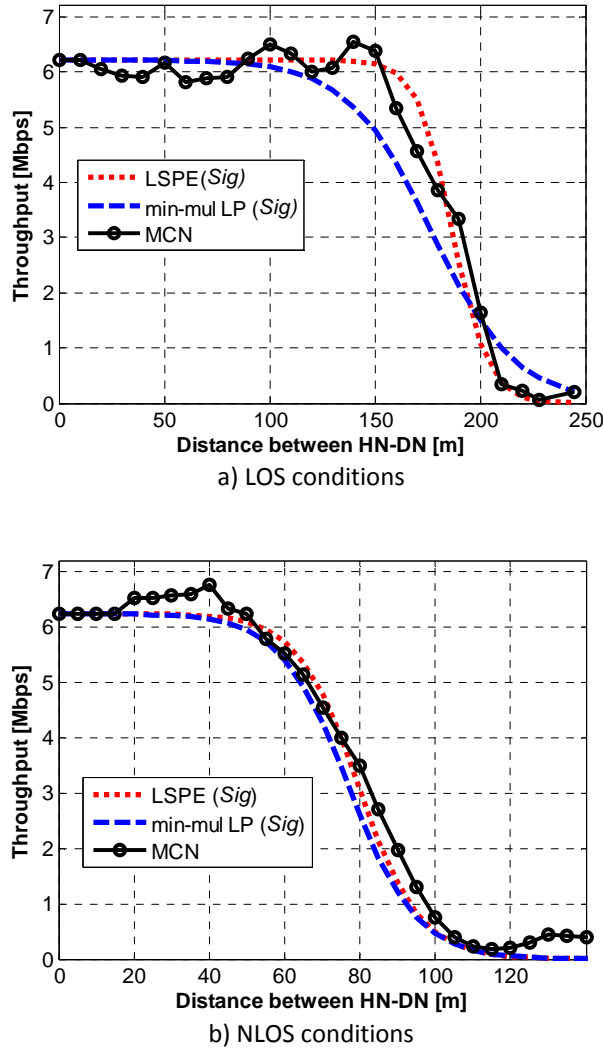 7
6
5
4
3
2
1
0
Throughput [Mbps]
LSPE(Sig)
min-mul LP (Sig)
MCN
0 50 100 150 200 250
Distance between HN-DN [m]
a) LOS conditions
7
6
5
4
3
2
1
0
Throughput [Mbps]
LSPE (Sig)
min-mul LP (Sig)
MCN
0 20 40 60 80 100 120
Distance between HN-DN [m]
b) NLOS conditions